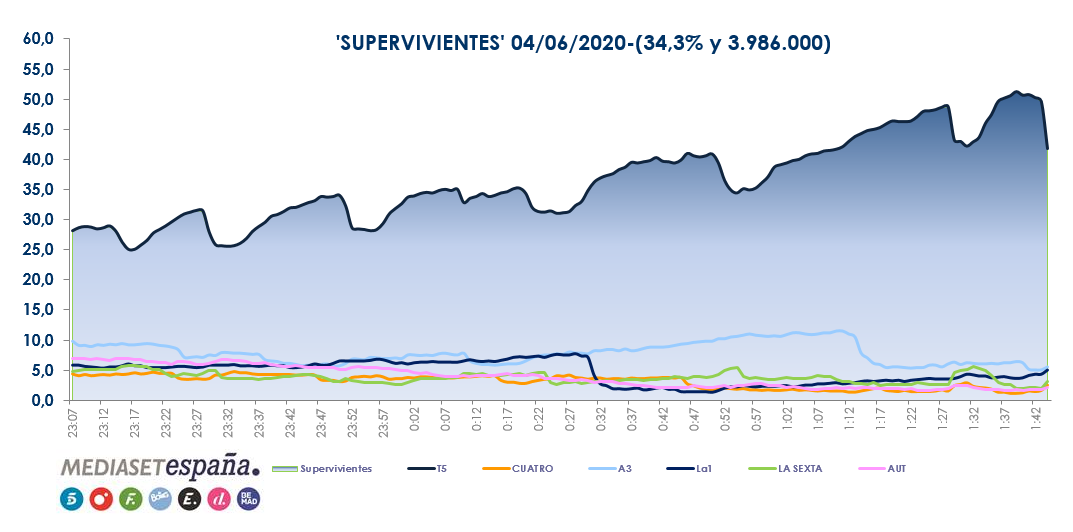 'SUPERVIVIENTES' 04/06/2020-(34,3% y 3.986.000)
60,0
55,0
50,0
45,0
40,0
35,0
30,0
25,0
20,0
15,0
10,0
5,0
0,0
23:07 23:12 23:17 23:22 23:27 23:32 23:37 23:42 23:47 23:52 23:57 0:02 0:07 0:12 0:17 0:22 0:27 0:32 0:37 0:42 0:47 0:52 0:57 1:02 1:07 1:12 1:17 1:22 1:27 1:32 1:37 1:42
Supervivientes T5 CUATRO A3 La1 LA SEXTA AUT
MEDIASETespaña.
5 F. Boing E. d. BE MAD